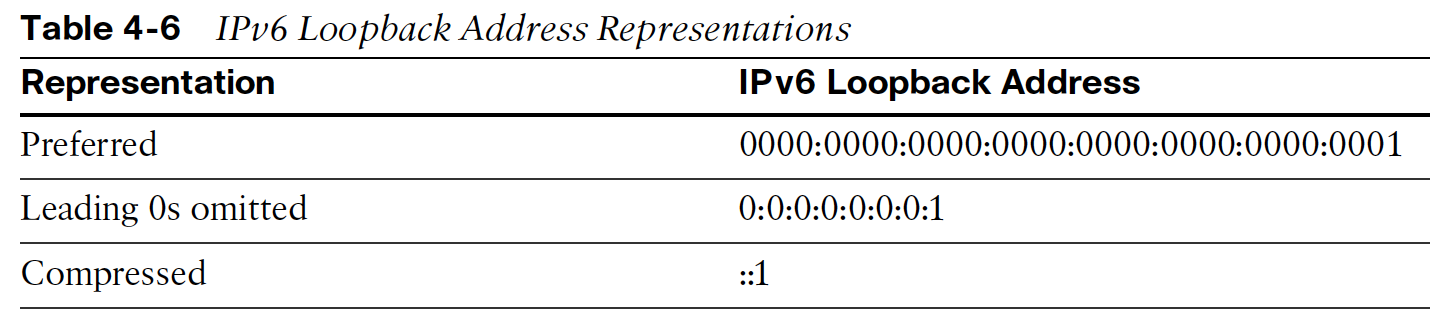 Table 4-6 IPv6 Loopback Address Representations
Representation IPv6 Loopback Address
Preferred 0000:0000:0000:0000:0000:0000:0000:0001
Leading 0s omitted 0:0:0:0:0:0:0:1
Compressed ::1